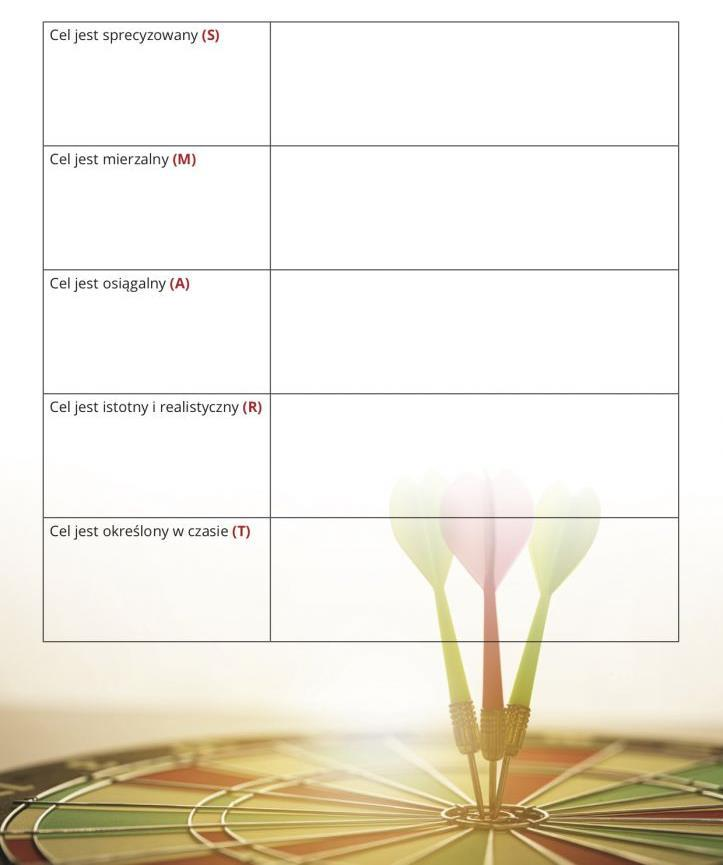 Cel jest sprecyzowany (S)
Cel jest mierzalny (M)
Cel jest osiągalny (A)
Cel jest istotny i realistyczny (R)
Cel jest określony w czasie (T)